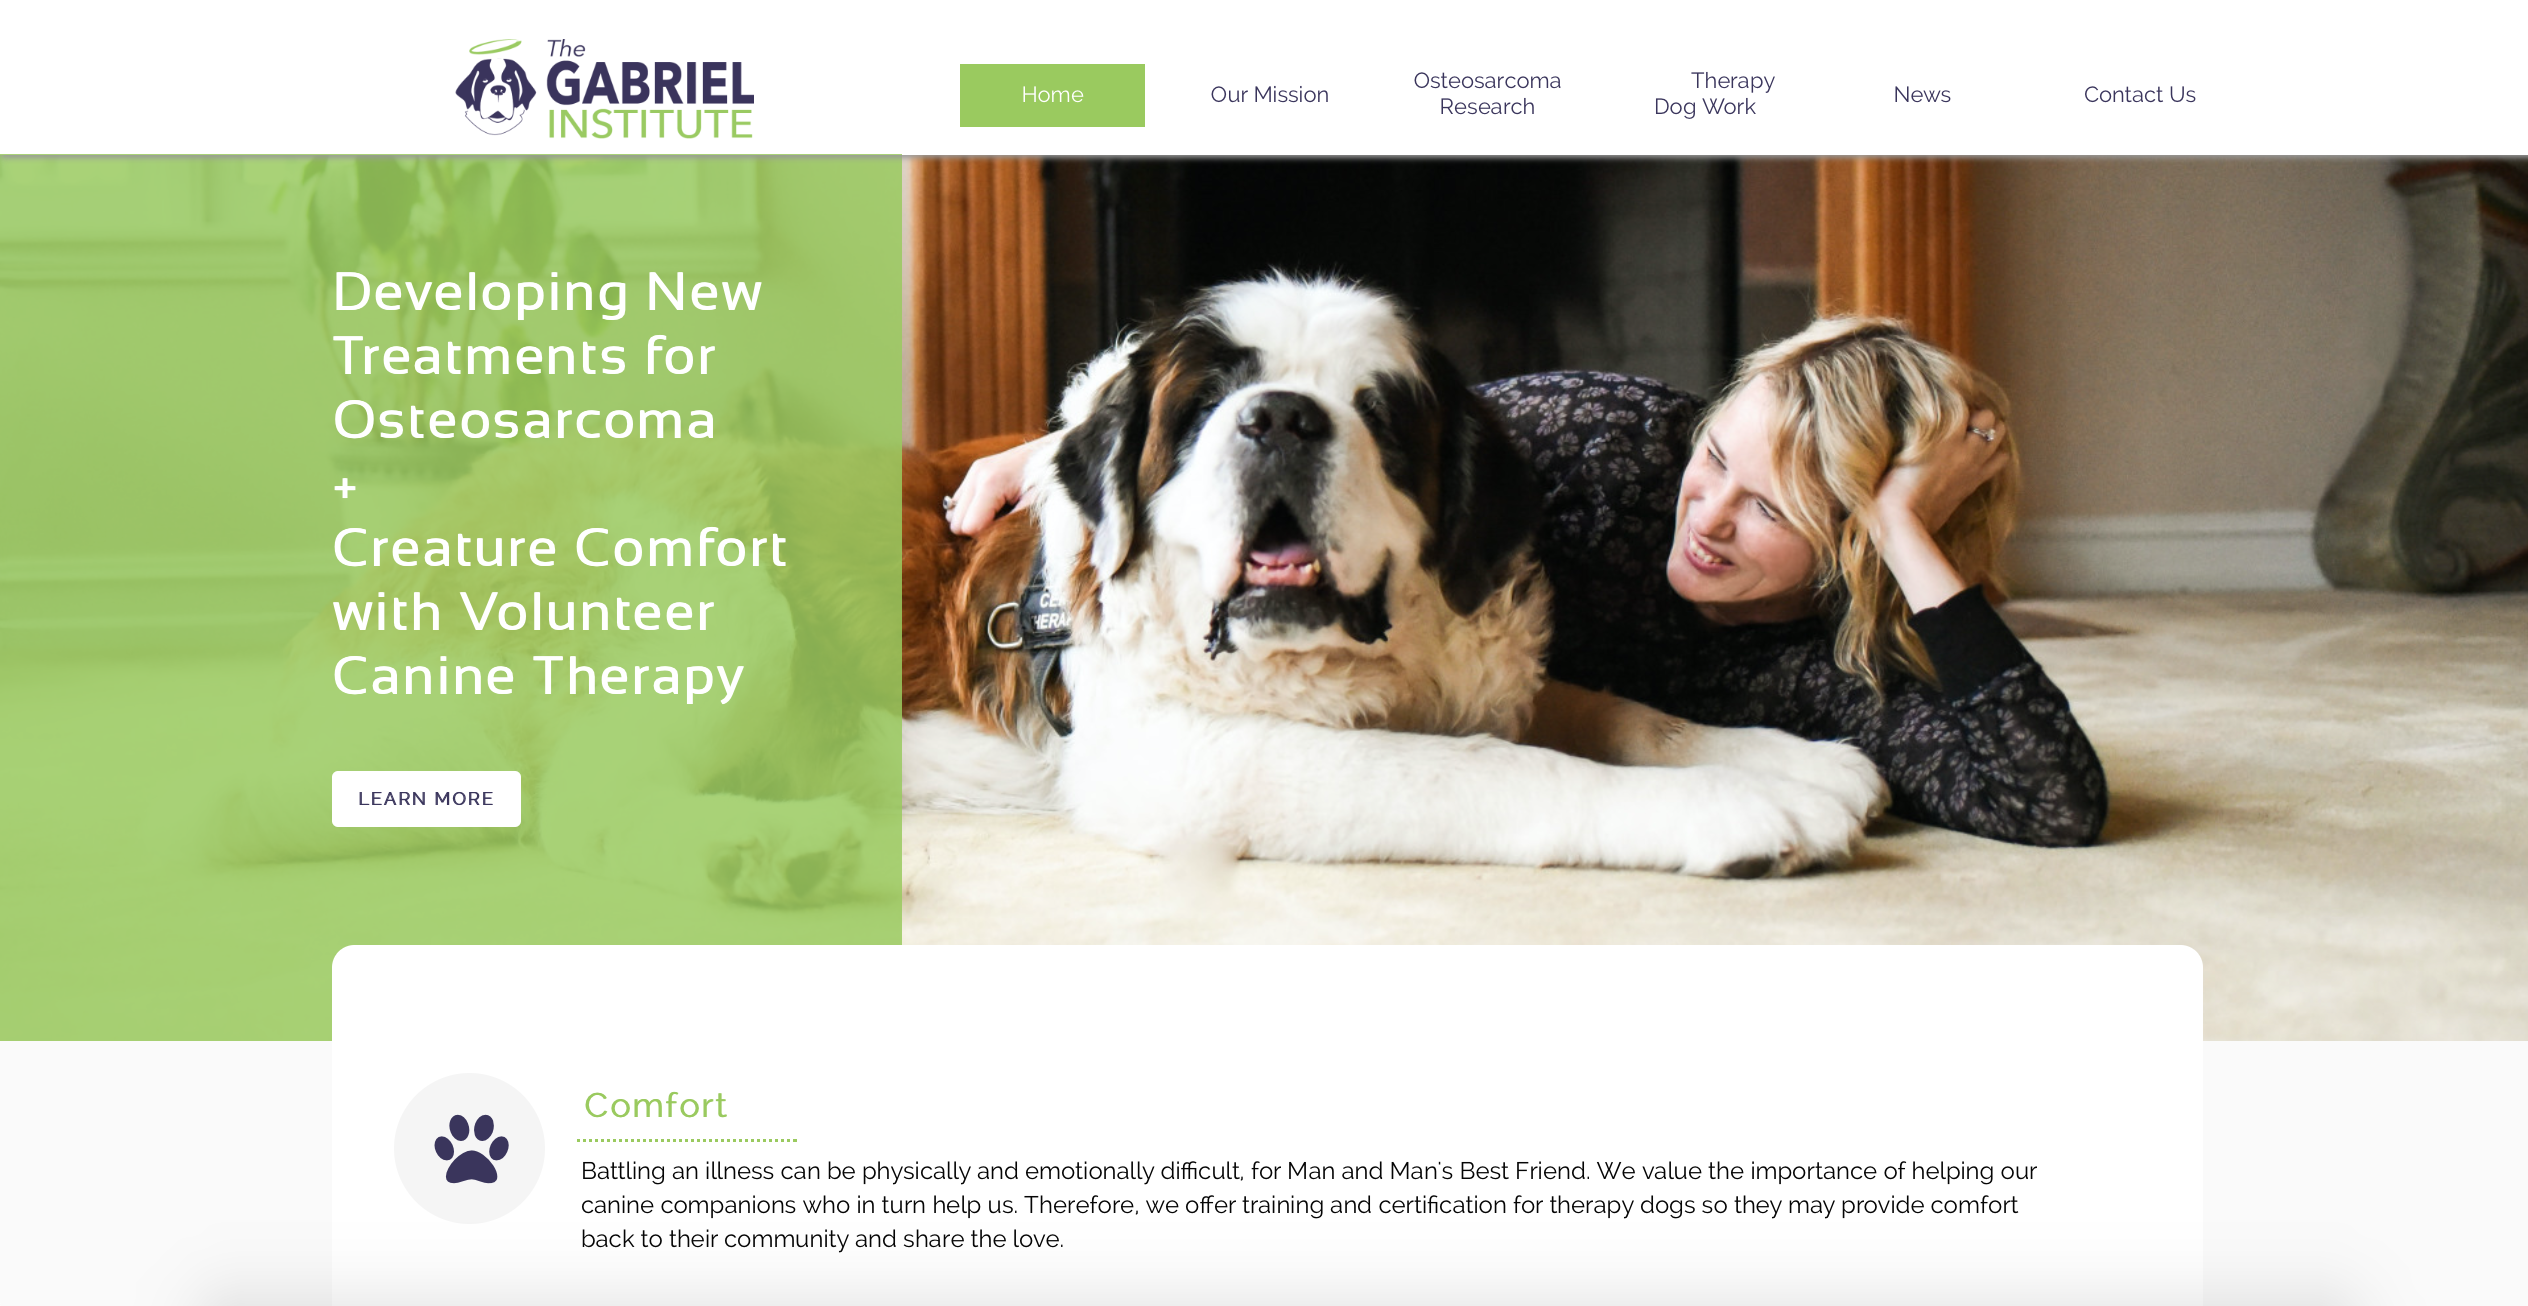 The
GABRIEL
INSTITUTE
Home
Our Mission
Osteosarcoma
Research
Therapy
Dog Work
News
Contact Us
Developing New
Treatments for
Osteosarcoma
+
Creature Comfort
with Volunteer
Canine Therapy
LEARN MORE
Comfort
Battling an illness can be physically and emotionally difficult, for Man and Man's Best Friend. We value the importance of helping our
canine companions who in turn help us. Therefore, we offer training and certification for therapy dogs so they may provide comfort
back to their community and share the love.